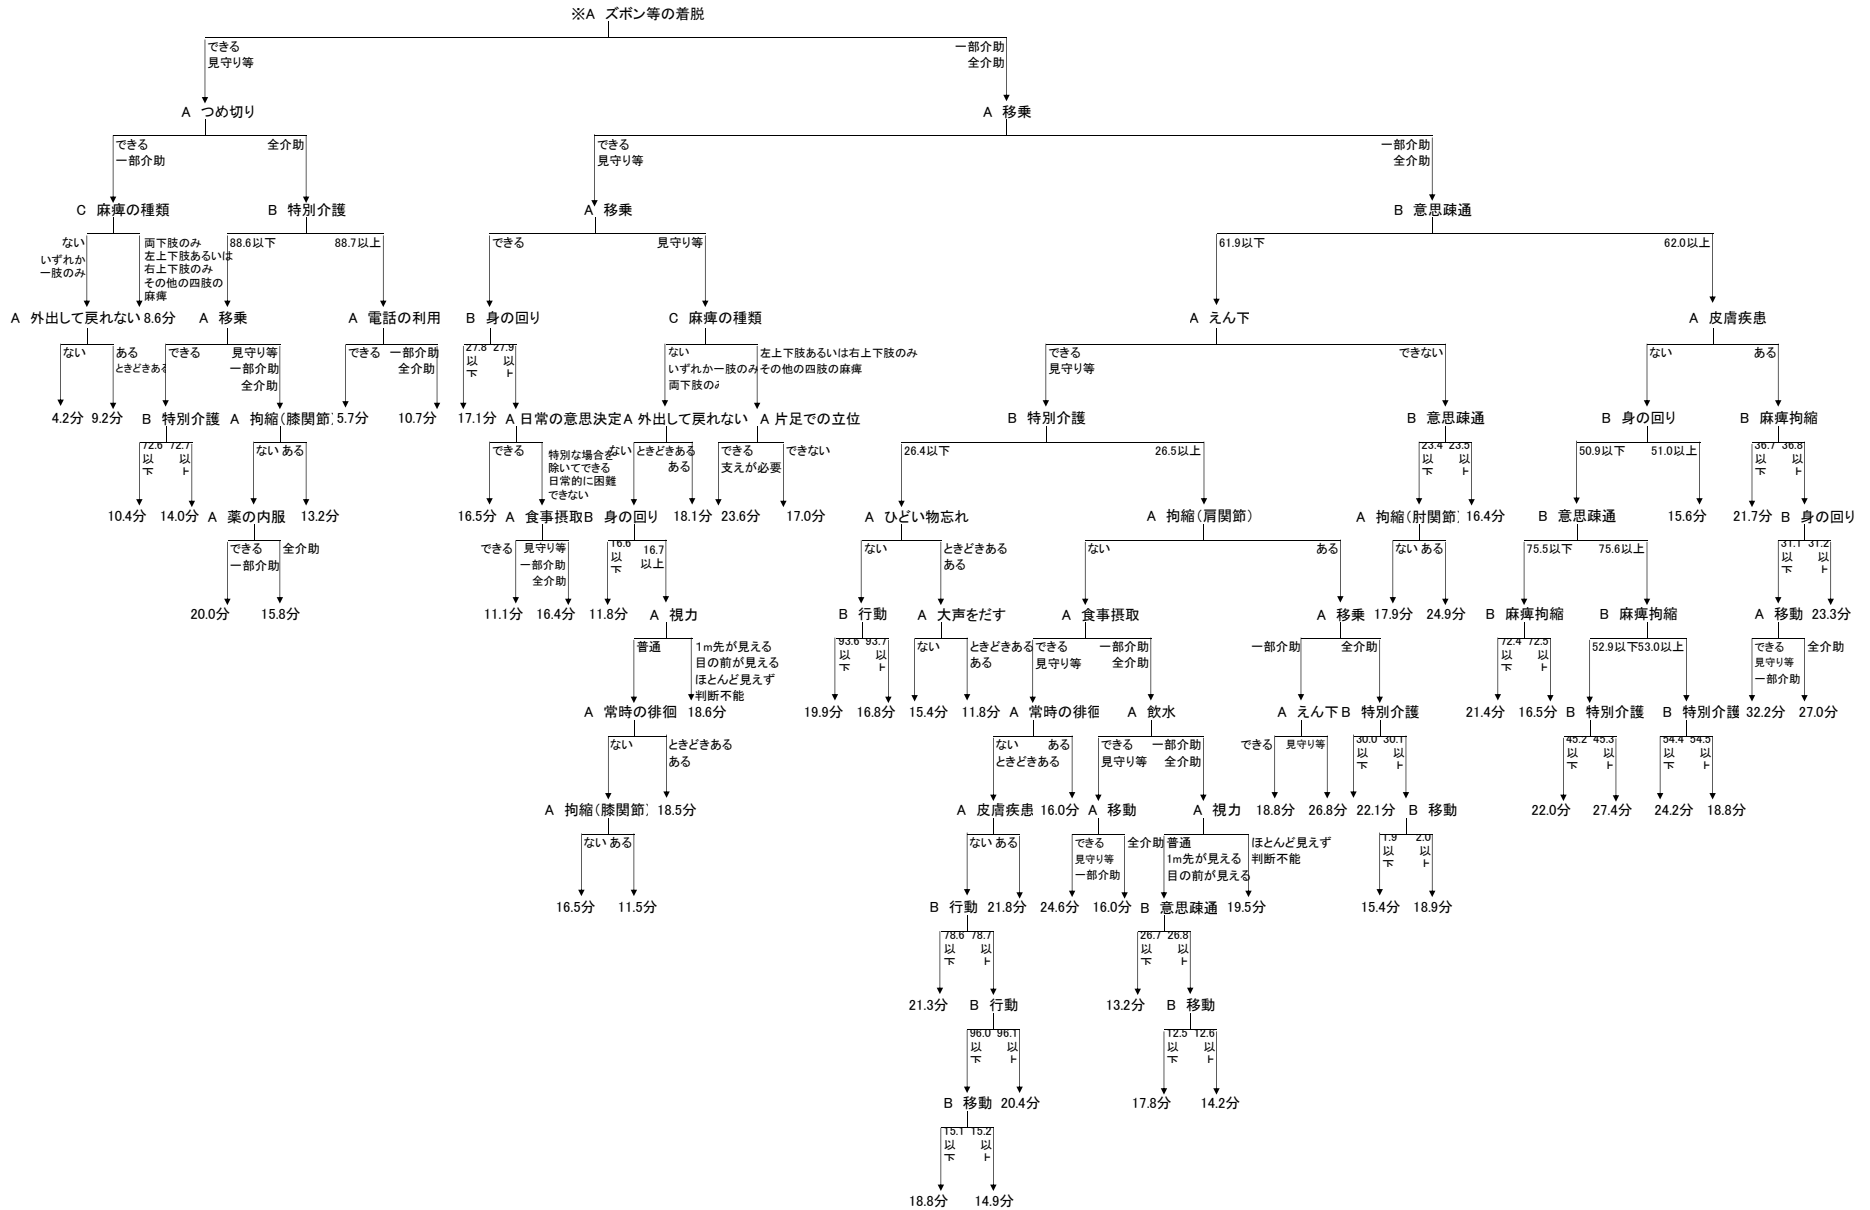 ※A ズボン等の着脱
できる
見守り等
一部介助
全介助
A つめ切り
A 移乗
できる
一部介助
全介助
できる
見守り等
一部介助
全介助
C 麻痺の種類
B 特別介護
A 移乗
B 意思疎通
ない
いずれか
一肢のみ
両下肢のみ
左上下肢あるいは
右上下肢のみ
その他の四肢の
麻痺
88.6以下
88.7以上
できる
見守り等
61.9以下
62.0以上
A 外出して戻れない
8.6分
A 移乗
A 電話の利用
B 身の回り
C 麻痺の種類
A えん下
A 皮膚疾患
ない
ある
ときどきある
できる
見守り等
一部介助
全介助
できる
一部介助
全介助
27.8
以
下
27.9
以
上
ない
いずれか一肢のみ
両下肢のみ
左上下肢あるいは右上下肢のみ
その他の四肢の麻痺
できる
見守り等
できない
ない
ある
4.2分
9.2分
B 特別介護
A 拘縮(膝関節)
5.7分
10.7分
17.1分
A 日常の意思決定
A 外出して戻れない
A 片足での立位
B 特別介護
B 意思疎通
B 身の回り
B 麻痺拘縮
72.6
以
下
72.7
以
上
ない
ある
できる
特別な場合を
除いてできる
日常的に困難
できない
ない
ときどきある
ある
できる
支えが必要
できない
26.4以下
26.5以上
23.4
以
下
23.5
以
上
50.9以下
51.0以上
36.7
以
下
36.8
以
上
10.4分
14.0分
A 薬の内服
13.2分
16.5分
A 食事摂取
B 身の回り
18.1分
23.6分
17.0分
A ひどい物忘れ
A 拘縮(肩関節)
A 拘縮(肘関節)
16.4分
B 意思疎通
15.6分
21.7分
B 身の回り
できる
一部介助
全介助
できる
見守り等
一部介助
全介助
16.6
以
下
16.7
以上
ない
ときどきある
ある
ない
ある
ない
ある
75.5以下
75.6以上
31.1
以
下
31.2
以
上
20.0分
15.8分
11.1分
16.4分
11.8分
A 視力
B 行動
A 大声をだす
A 食事摂取
A 移乗
17.9分
24.9分
B 麻痺拘縮
B 麻痺拘縮
A 移動
23.3分
普通
1m先が見える
目の前が見える
ほとんど見えず
判断不能
93.6
以
下
93.7
以
上
ない
ときどきある
ある
できる
見守り等
一部介助
全介助
一部介助
全介助
72.4
以
下
72.5
以
上
52.9以下
53.0以上
できる
見守り等
一部介助
全介助
A 常時の徘徊
18.6分
19.9分
16.8分
15.4分
11.8分
A 常時の徘徊
A 飲水
A えん下
B 特別介護
21.4分
16.5分
B 特別介護
B 特別介護
32.2分
27.0分
ない
ときどきある
ある
ない
ときどきある
ある
できる
見守り等
一部介助
全介助
できる
見守り等
30.0
以
下
30.1
以
上
45.2
以
下
45.3
以
上
54.4
以
下
54.5
以
上
A 拘縮(膝関節)
18.5分
A 皮膚疾患
16.0分
A 移動
A 視力
18.8分
26.8分
22.1分
B 移動
22.0分
27.4分
24.2分
18.8分
ない
ある
ない
ある
できる
見守り等
一部介助
全介助
普通
1m先が見える
目の前が見える
ほとんど見えず
判断不能
1.9
以
下
2.0
以
上
16.5分
11.5分
B 行動
21.8分
24.6分
16.0分
B 意思疎通
19.5分
15.4分
18.9分
78.6
以
下
78.7
以
上
26.7
以
下
26.8
以
上
21.3分
B 行動
13.2分
B 移動
96.0
以
下
96.1
以
上
12.5
以
下
12.6
以
上
B 移動
20.4分
17.8分
14.2分
15.1
以
下
15.2
以
上
18.8分
14.9分